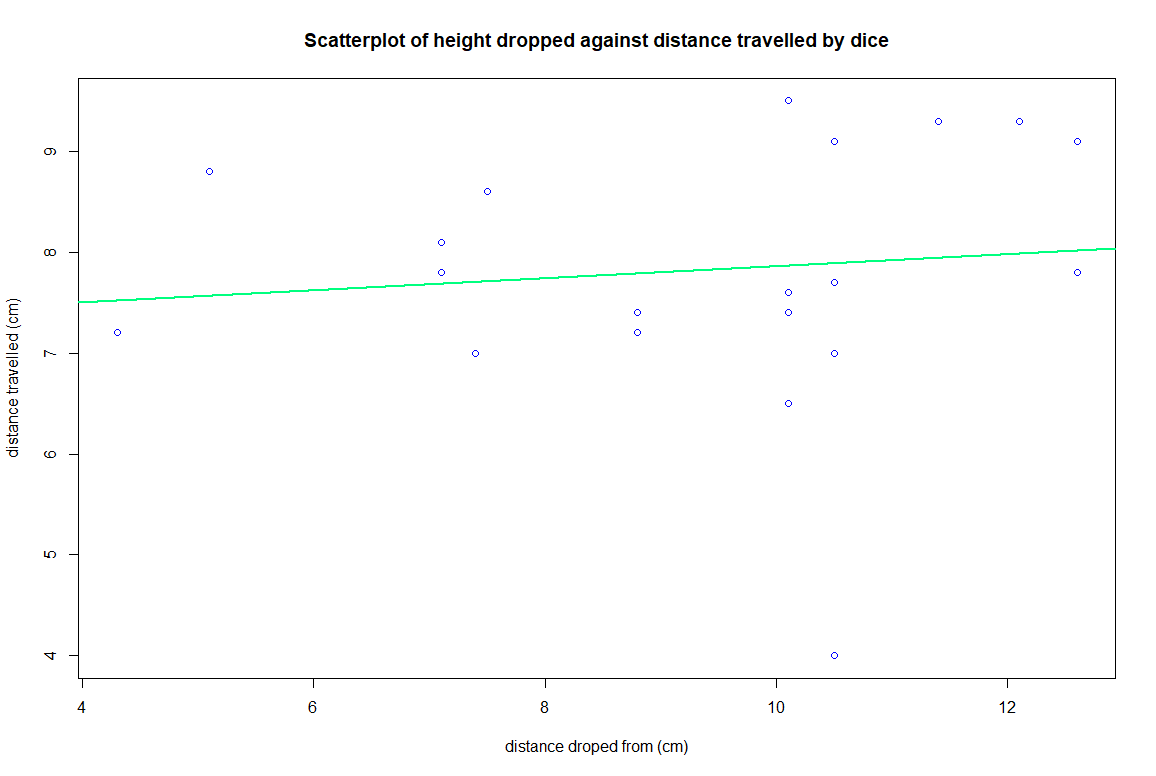 Scatterplot of height dropped against distance travelled by dice
distance travelled (cm)
9
8
7
6
5
4
4 6 8 10 12
distance droped from (cm)